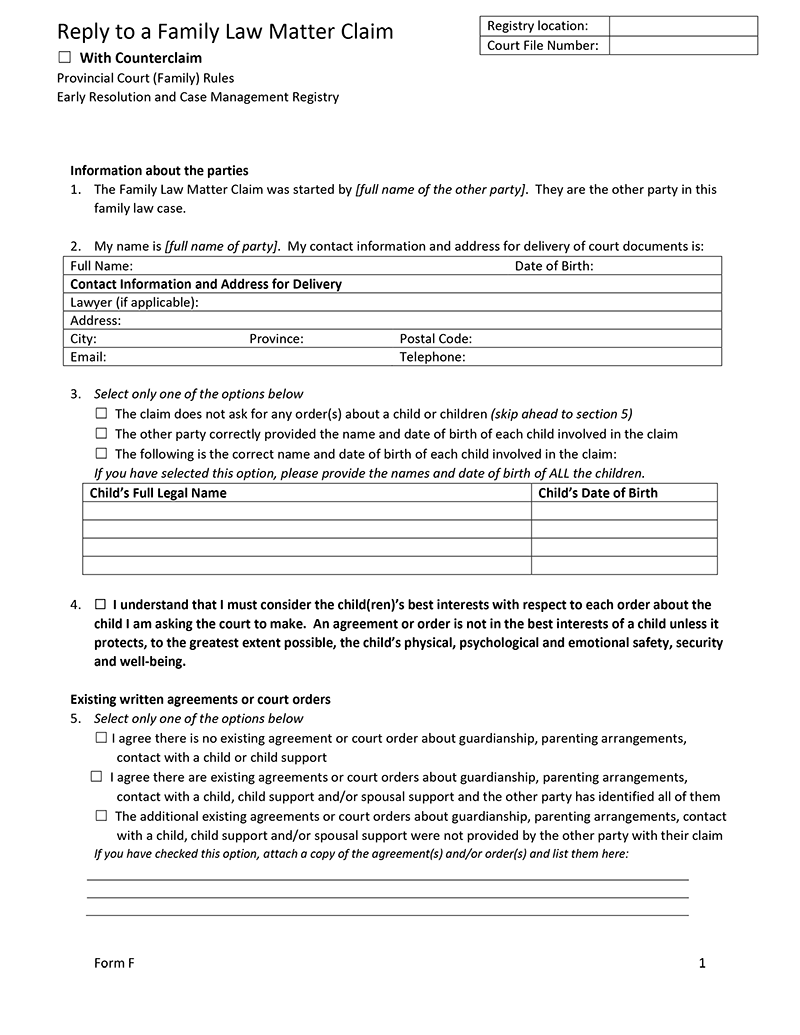 Reply to a Family Law Matter Claim
Registry location:
Court File Number:
☐ With Counterclaim
Provincial Court (Family) Rules
Early Resolution and Case Management Registry
Information about the parties
1. The Family Law Matter Claim was started by [full name of the other party]. They are the other party in this
family law case.
2. My name is [full name of party]. My contact information and address for delivery of court documents is:
Full Name: Date of Birth:
Contact Information and Address for Delivery
Lawyer (if applicable):
Address:
City: Province: Postal Code:
Email: Telephone:
3. Select only one of the options below
☐ The claim does not ask for any order(s) about a child or children (skip ahead to section 5)
☐ The other party correctly provided the name and date of birth of each child involved in the claim
☐ The following is the correct name and date of birth of each child involved in the claim:
If you have selected this option, please provide the names and date of birth of ALL the children.
Child's Full Legal Name Child's Date of Birth
4. ☐ I understand that I must consider the child(ren)'s best interests with respect to each order about the
child I am asking the court to make. An agreement or order is not in the best interests of a child unless it
protects, to the greatest extent possible, the child's physical, psychological and emotional safety, security
and well-being.
Existing written agreements or court orders
5. Select only one of the options below
☐ I agree there is no existing agreement or court order about guardianship, parenting arrangements,
contact with a child or child support
☐ I agree there are existing agreements or court orders about guardianship, parenting arrangements,
contact with a child, child support and/or spousal support and the other party has identified all of them
☐ The additional existing agreements or court orders about guardianship, parenting arrangements, contact
with a child, child support and/or spousal support were not provided by the other party with their claim
If you have checked this option, attach a copy of the agreement(s) and/or order(s) and list them here:
Form F 1